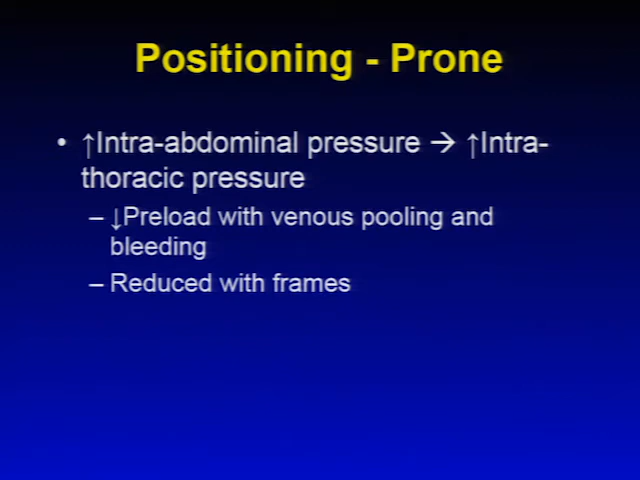 Positioning - Prone
• ↑Intra-abdominal pressure → ↑Intra-
thoracic pressure
– ↓Preload with venous pooling and
bleeding
– Reduced with frames